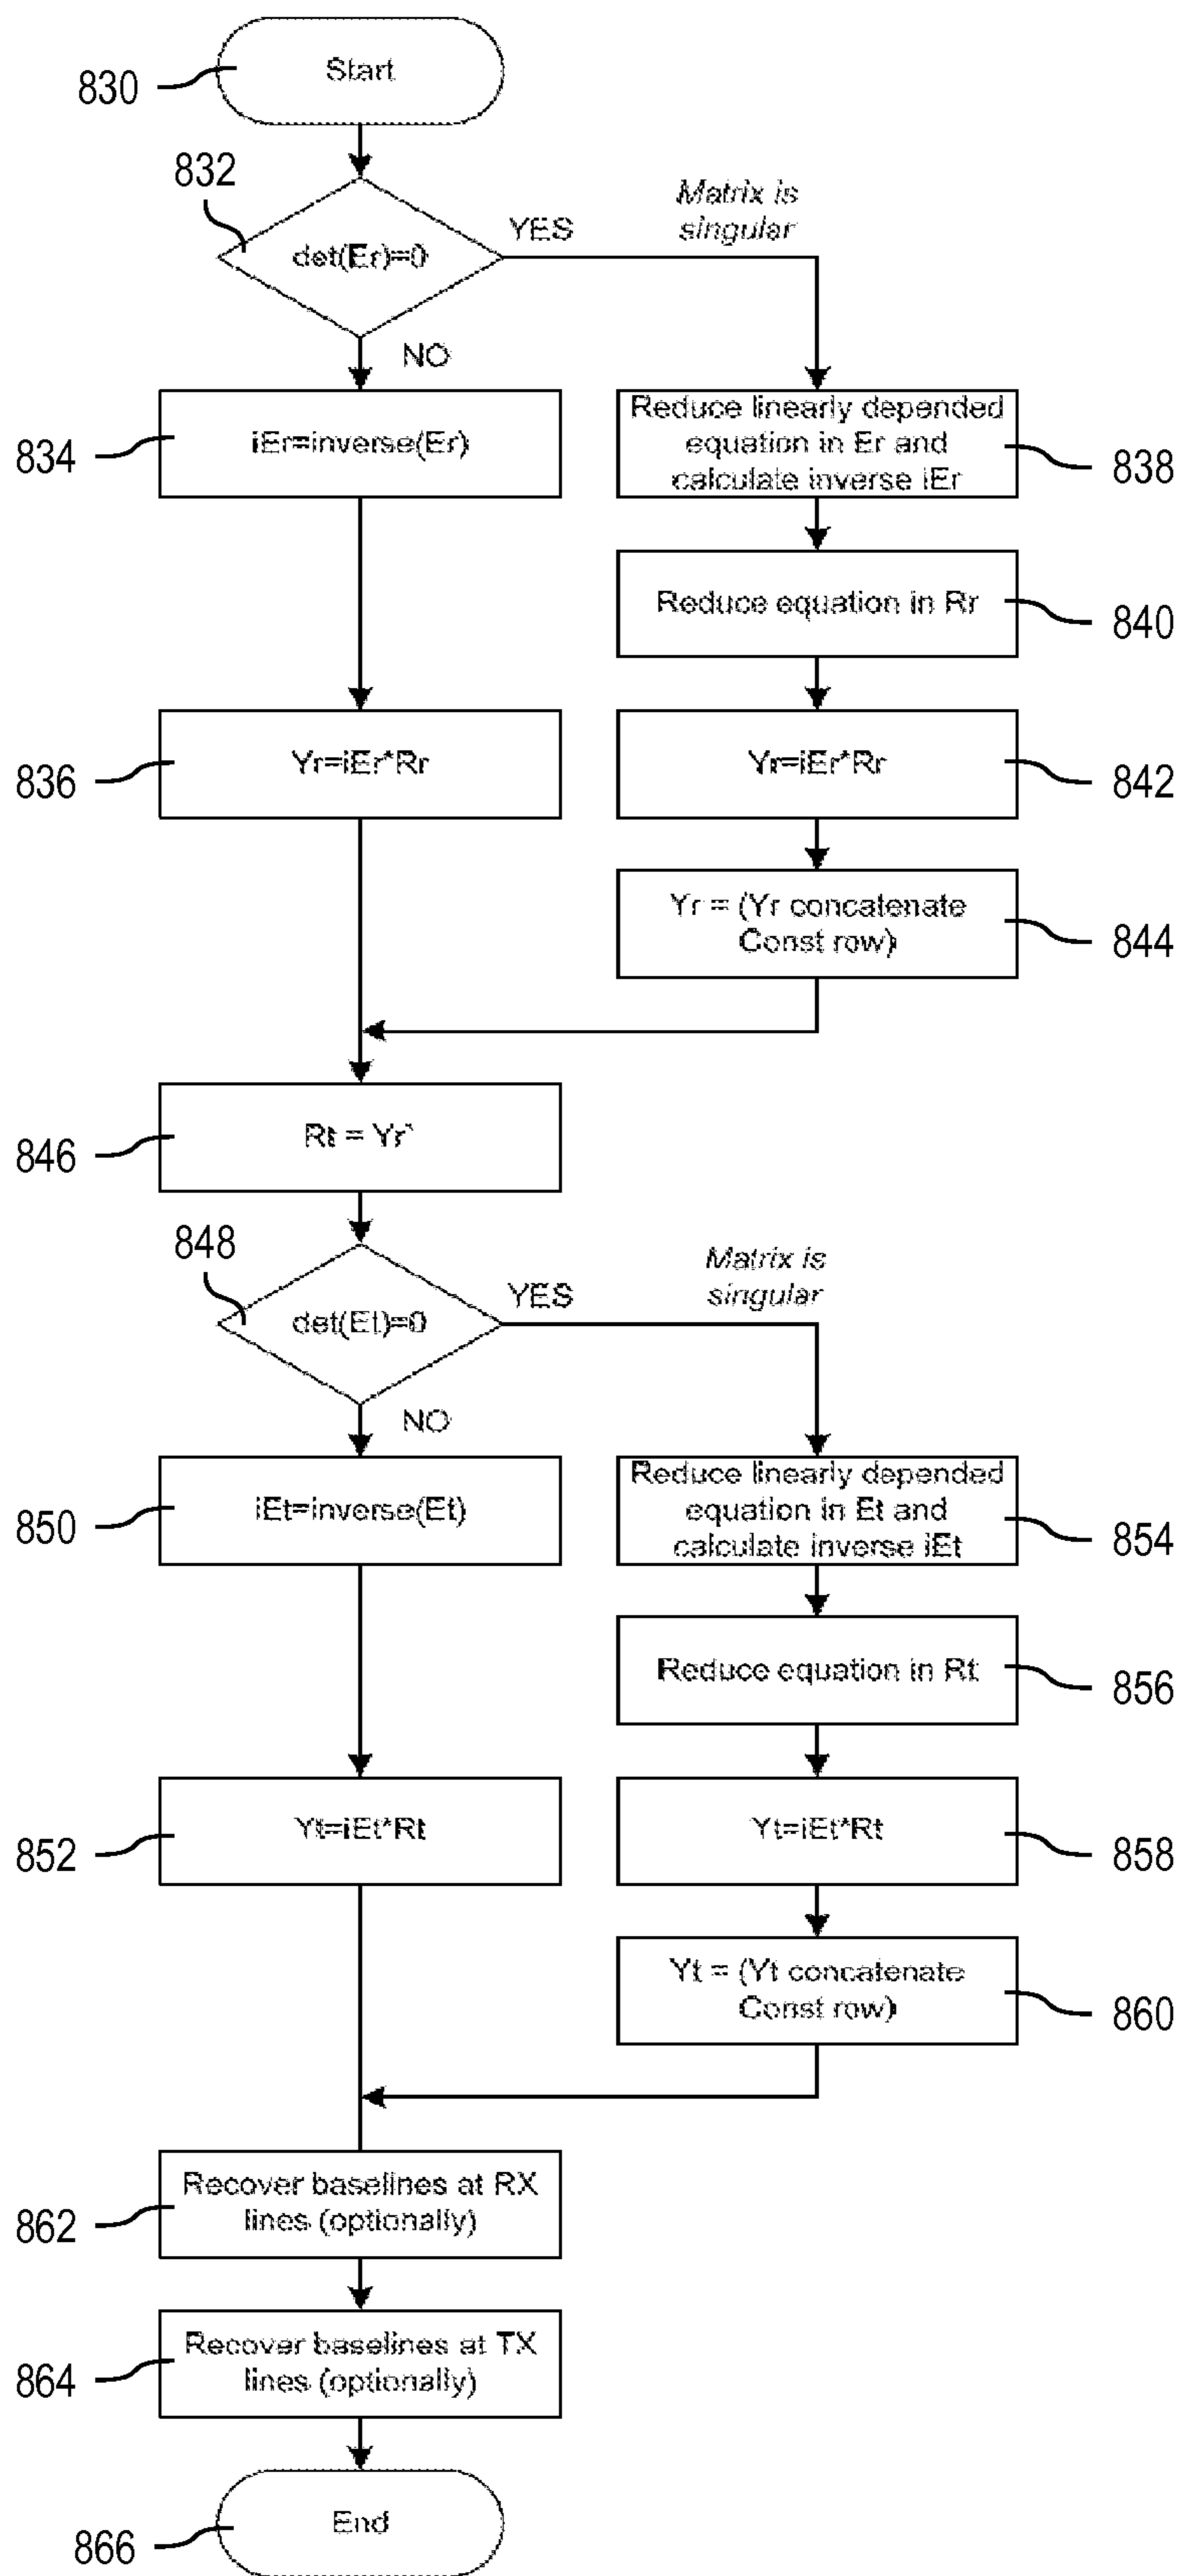 Start
830
832
det(Er)=0
YES
Matrix is
singular
NO
834
iEr=inverse(Er)
Reduce linearly depended
equation in Er and
calculate inverse iEr
838
Reduce equation in Rr
840
836
Yr=iEr*Rr
Yr=iEr*Rr
842
Yr = (Yr concatenate
Const row)
844
846
Rt = Yr`
848
det(Et)=0
YES
Matrix is
singular
NO
850
iEt=inverse(Et)
Reduce linearly depended
equation in Et and
calculate inverse iEt
854
Reduce equation in Rt
856
852
Yt=iEt*Rt
Yt=iEt*Rt
858
Yt = (Yt concatenate
Const row)
860
862
Recover baselines at RX
lines (optionally)
864
Recover baselines at TX
lines (optionally)
End
866